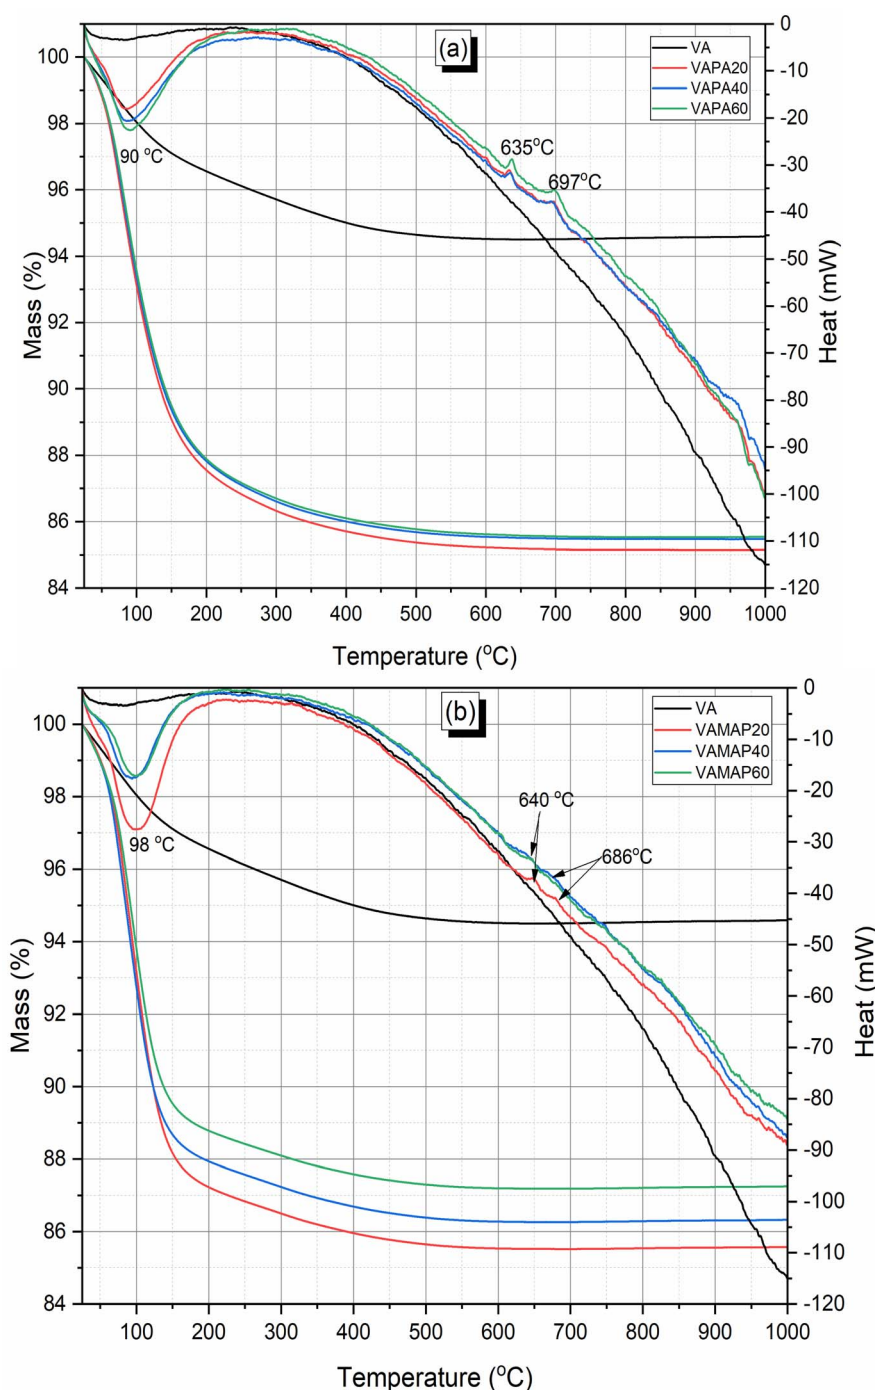 (a)
VA
VAPA20
VAPA40
VAPA60
90 °C
635°C
697°C
100
98
96
94
92
90
88
86
84
Mass (%)
0
-10
-20
-30
-40
-50
-60
-70
-80
-90
-100
-110
-120
Heat (mW)
100 200 300 400 500 600 700 800 900 1000
Temperature (°C)
(b)
VA
VAMAP20
VAMAP40
VAMAP60
98 °C
640 °C
686°C
100
98
96
94
92
90
88
86
84
Mass (%)
0
-10
-20
-30
-40
-50
-60
-70
-80
-90
-100
-110
-120
Heat (mW)
100 200 300 400 500 600 700 800 900 1000
Temperature (°C)